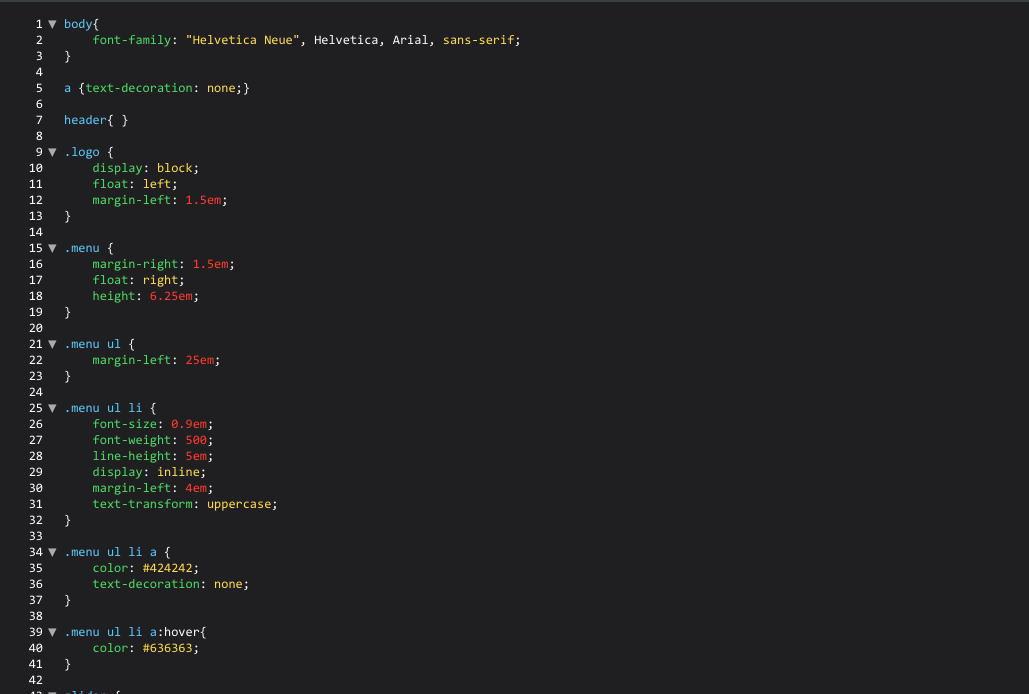 1 ▼ body{
2 font-family: "Helvetica Neue", Helvetica, Arial, sans-serif;
3 }
4
5 a {text-decoration: none;}
6
7 header{ }
8
9 ▼ .logo {
10 display: block;
11 float: left;
12 margin-left: 1.5em;
13 }
14
15 ▼ .menu {
16 margin-right: 1.5em;
17 float: right;
18 height: 6.25em;
19 }
20
21 ▼ .menu ul {
22 margin-left: 25em;
23 }
24
25 ▼ .menu ul li {
26 font-size: 0.9em;
27 font-weight: 500;
28 line-height: 5em;
29 display: inline;
30 margin-left: 4em;
31 text-transform: uppercase;
32 }
33
34 ▼ .menu ul li a {
35 color: #424242;
36 text-decoration: none;
37 }
38
39 ▼ .menu ul li a:hover{
40 color: #636363;
41 }
42